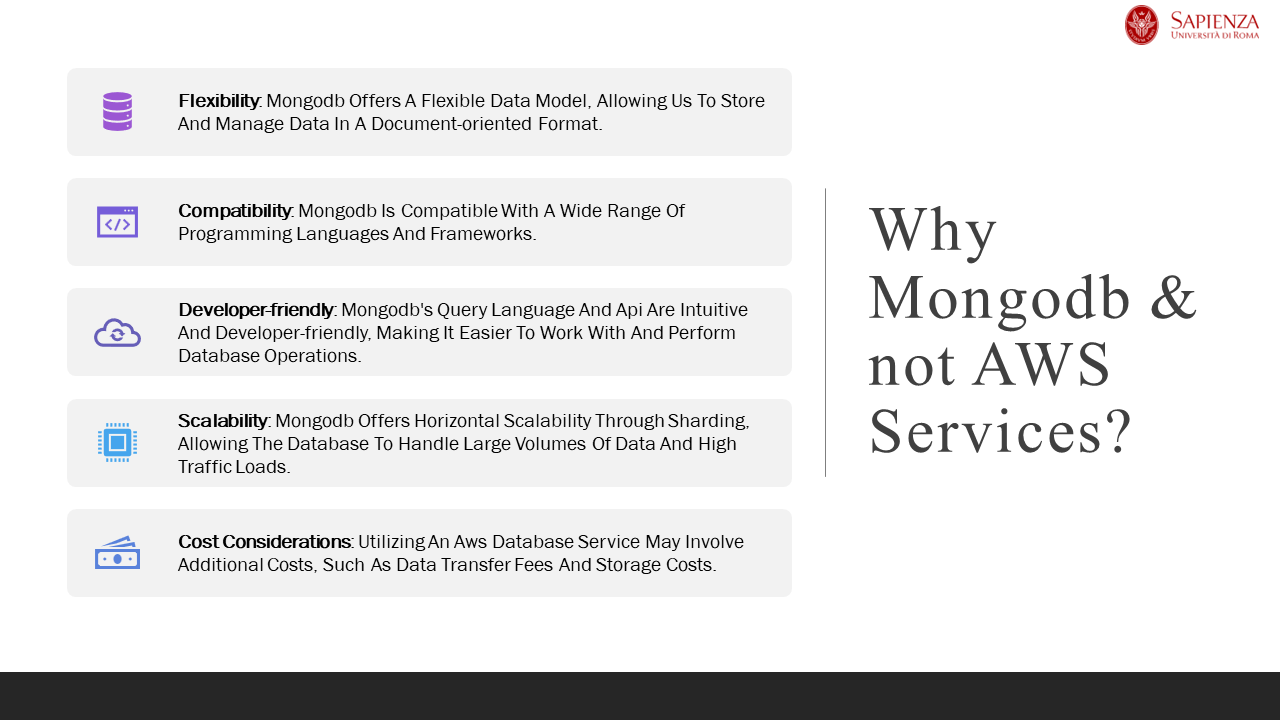 SAPIENZA
UNIVERSITÀ DI ROMA
Flexibility: Mongodb Offers A Flexible Data Model, Allowing Us To Store
And Manage Data In A Document-oriented Format.
Compatibility: Mongodb Is Compatible With A Wide Range Of
Programming Languages And Frameworks.
Developer-friendly: Mongodb's Query Language And Api Are Intuitive
And Developer-friendly, Making It Easier To Work With And Perform
Database Operations.
Scalability: Mongodb Offers Horizontal Scalability Through Sharding,
Allowing The Database To Handle Large Volumes Of Data And High
Traffic Loads.
Cost Considerations: Utilizing An Aws Database Service May Involve
Additional Costs, Such As Data Transfer Fees And Storage Costs.
Why
Mongodb &
not AWS
Services?